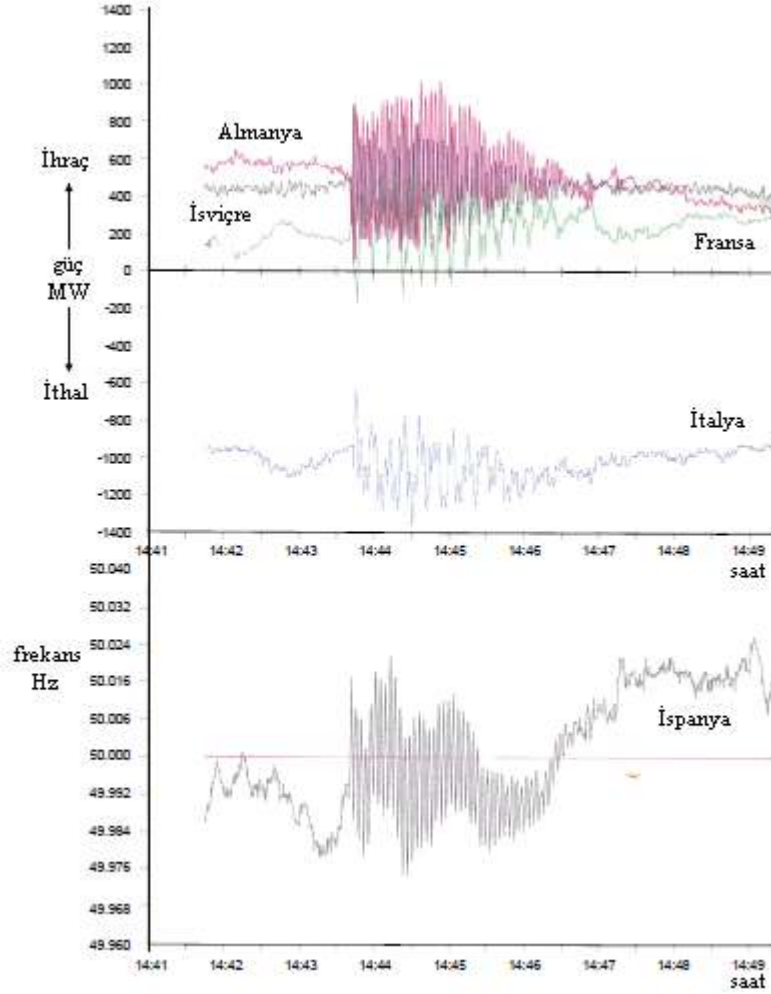 1400
1200
1000
800
600
400
200
0
-200
-400
-600
-800
-1000
-1200
-1400
İhraç
güç
MW
İthal
Almanya
İsviçre
Fransa
İtalya
14:41 14:42 14:43 14:44 14:45 14:46 14:47 14:48 14:49
saat
50.040
50.032
50.024
50.016
50.006
50.000
49.992
49.984
49.976
49.968
49.960
frekans
Hz
İspanya
14:41 14:42 14:43 14:44 14:45 14:46 14:47 14:48 14:49
saat